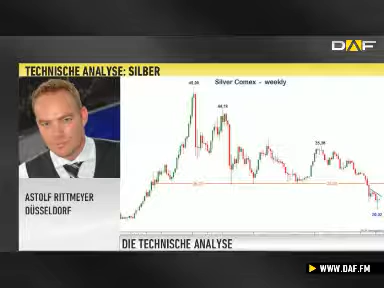 DAF
TECHNISCHE ANALYSE: SILBER
Silver Comex - weekly
ASTOLF RITTMEYER
DÜSSELDORF
DIE TECHNISCHE ANALYSE
WWW.DAF.FM